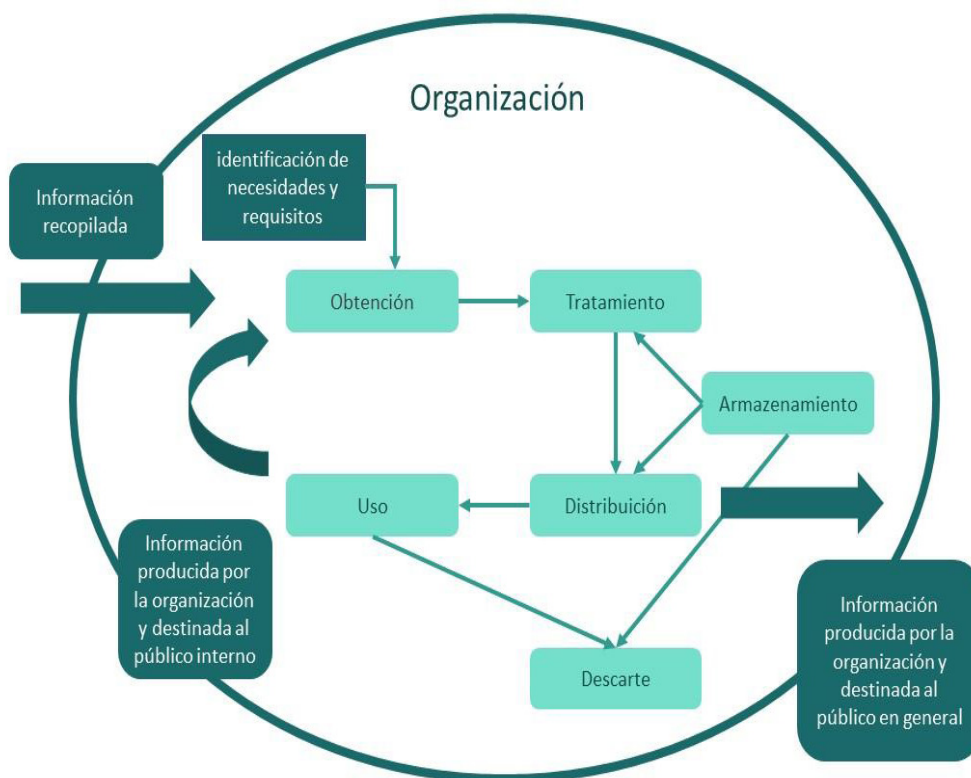 Organización
identificación de
necesidades y
requisitos
Información
recopilada
Obtención
Tratamiento
Armazenamiento
Uso
Distribuición
Información
producida por
la organización
y destinada al
público interno
Información
producida por la
organización y
destinada al
público en general
Descarte